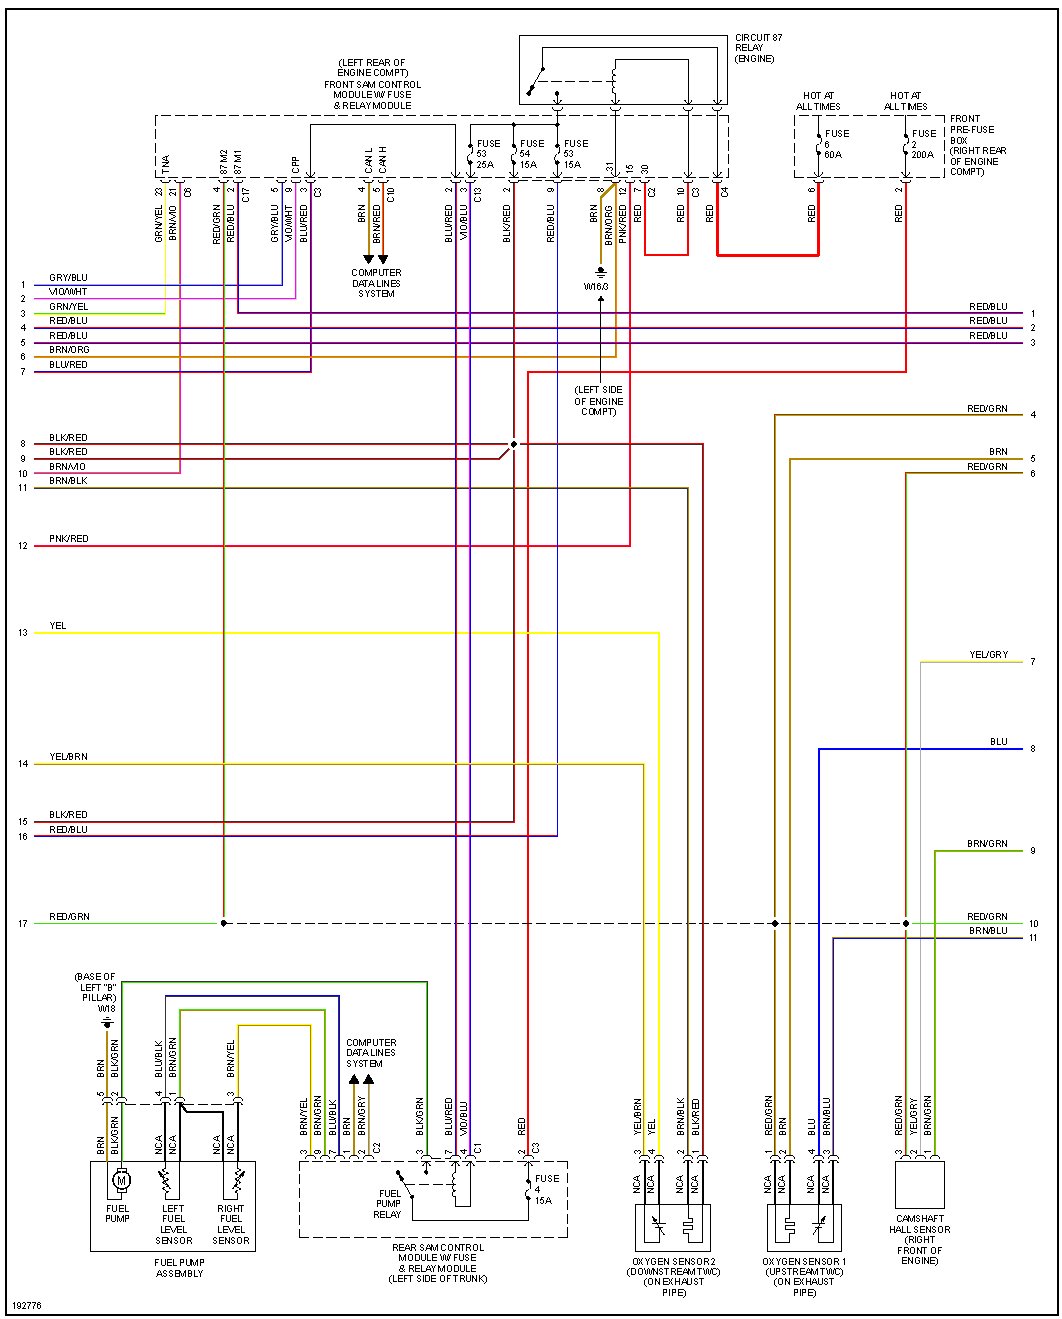 CIRCUIT 87
RELAY
(ENGINE)
(LEFT REAR OF
ENGINE COMPT)
FRONT SAM CONTROL
MODULE W/ FUSE
& RELAY MODULE
HOT AT
ALL TIMES
HOT AT
ALL TIMES
FRONT
PRE-FUSE
BOX
(RIGHT REAR
OF ENGINE
COMPT)
TNA
87 M2
87 M1
CPP
CAN L
CAN H
FUSE
53
25A
FUSE
54
15A
FUSE
53
15A
31
15
30
FUSE
6
60A
FUSE
2
200A
23
21
C6
4
2
C17
5
9
3
C3
4
5
C10
2
3
C13
2
9
8
12
7
C2
10
C3
C4
6
2
GRN/YEL
BRN/VIO
RED/GRN
RED/BLU
GRY/BLU
VIO/WHT
BLU/RED
BRN
BRN/RED
BLU/RED
VIO/BLU
BLK/RED
RED/BLU
BRN
BRN/ORG
PNK/RED
RED
RED
RED
RED
RED
COMPUTER
DATA LINES
SYSTEM
W16/3
(LEFT SIDE
OF ENGINE
COMPT)
1 GRY/BLU
2 VIO/WHT
3 GRN/YEL
4 RED/BLU
5 RED/BLU
6 BRN/ORG
7 BLU/RED
8 BLK/RED
9 BLK/RED
10 BRN/VIO
11 BRN/BLK
12 PNK/RED
13 YEL
14 YEL/BRN
15 BLK/RED
16 RED/BLU
17 RED/GRN
RED/BLU 1
RED/BLU 2
RED/BLU 3
RED/GRN 4
BRN 5
RED/GRN 6
YEL/GRY 7
BLU 8
BRN/GRN 9
RED/GRN 10
BRN/BLU 11
(BASE OF
LEFT "B"
PILLAR)
W18
BRN
BLK/GRN
BLU/BLK
BRN/GRN
BRN/YEL
5
2
4
1
3
BRN
BLK/GRN
NCA
NCA
NCA
NCA
M
FUEL
PUMP
LEFT
FUEL
LEVEL
SENSOR
RIGHT
FUEL
LEVEL
SENSOR
FUEL PUMP
ASSEMBLY
COMPUTER
DATA LINES
SYSTEM
BRN/YEL
BRN/GRN
BLU/BLK
BRN
BRN/GRY
BLK/GRN
BLU/RED
VIO/BLU
RED
3
9
7
1
2
C2
3
7
4
C1
2
C3
FUEL
PUMP
RELAY
FUSE
4
15A
REAR SAM CONTROL
MODULE W/ FUSE
& RELAY MODULE
(LEFT SIDE OF TRUNK)
YEL/BRN
YEL
BRN/BLK
BLK/RED
3
4
2
1
NCA
NCA
NCA
NCA
OXYGEN SENSOR 2
(DOWNSTREAM TWC)
(ON EXHAUST
PIPE)
RED/GRN
BRN
BLU
BRN/BLU
1
2
4
3
NCA
NCA
NCA
NCA
OXYGEN SENSOR 1
(UPSTREAM TWC)
(ON EXHAUST
PIPE)
RED/GRN
YEL/GRY
BRN/GRN
3
2
1
CAMSHAFT
HALL SENSOR
(RIGHT
FRONT OF
ENGINE)
192776